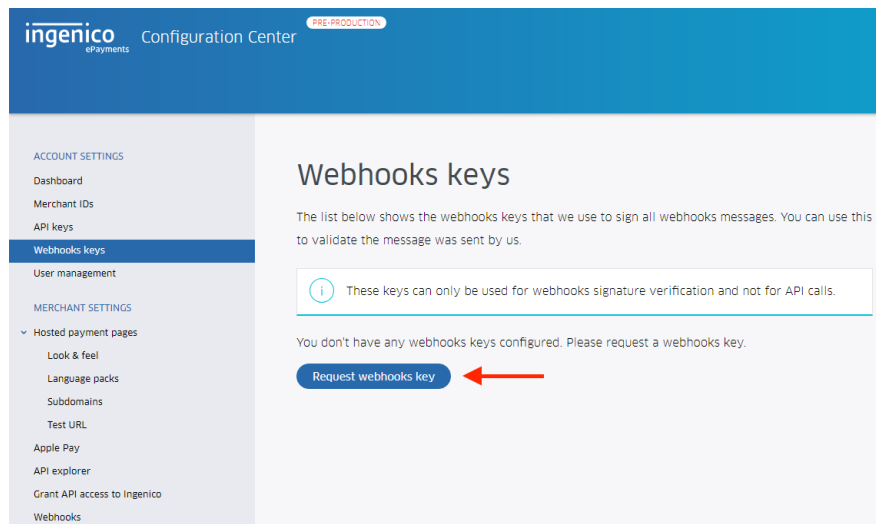 ingenico
ePayments
Configuration Center
PRE-PRODUCTION
ACCOUNT SETTINGS
Dashboard
Merchant IDs
API keys
Webhooks keys
User management
MERCHANT SETTINGS
Hosted payment pages
Look & feel
Language packs
Subdomains
Test URL
Apple Pay
API explorer
Grant API access to Ingenico
Webhooks
Webhooks keys
The list below shows the webhooks keys that we use to sign all webhooks messages. You can use this
to validate the message was sent by us.
i These keys can only be used for webhooks signature verification and not for API calls.
You don't have any webhooks keys configured. Please request a webhooks key.
Request webhooks key